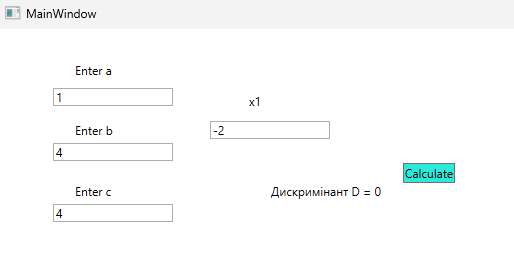 MainWindow
Enter a
1
x1
-2
Enter b
4
Calculate
Enter c
Дискримінант D = 0
4